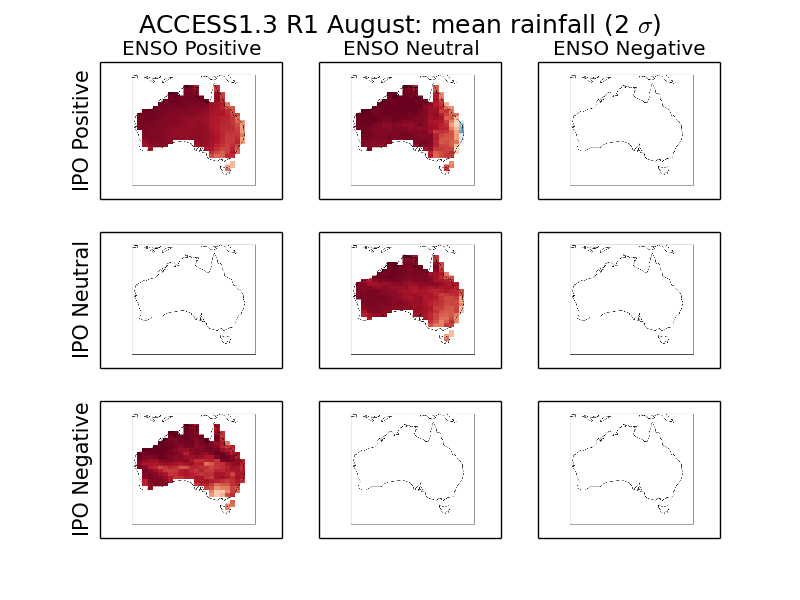 ACCESS1.3 R1 August: mean rainfall (2 σ)
ENSO Positive
ENSO Neutral
ENSO Negative
IPO Positive
IPO Neutral
IPO Negative